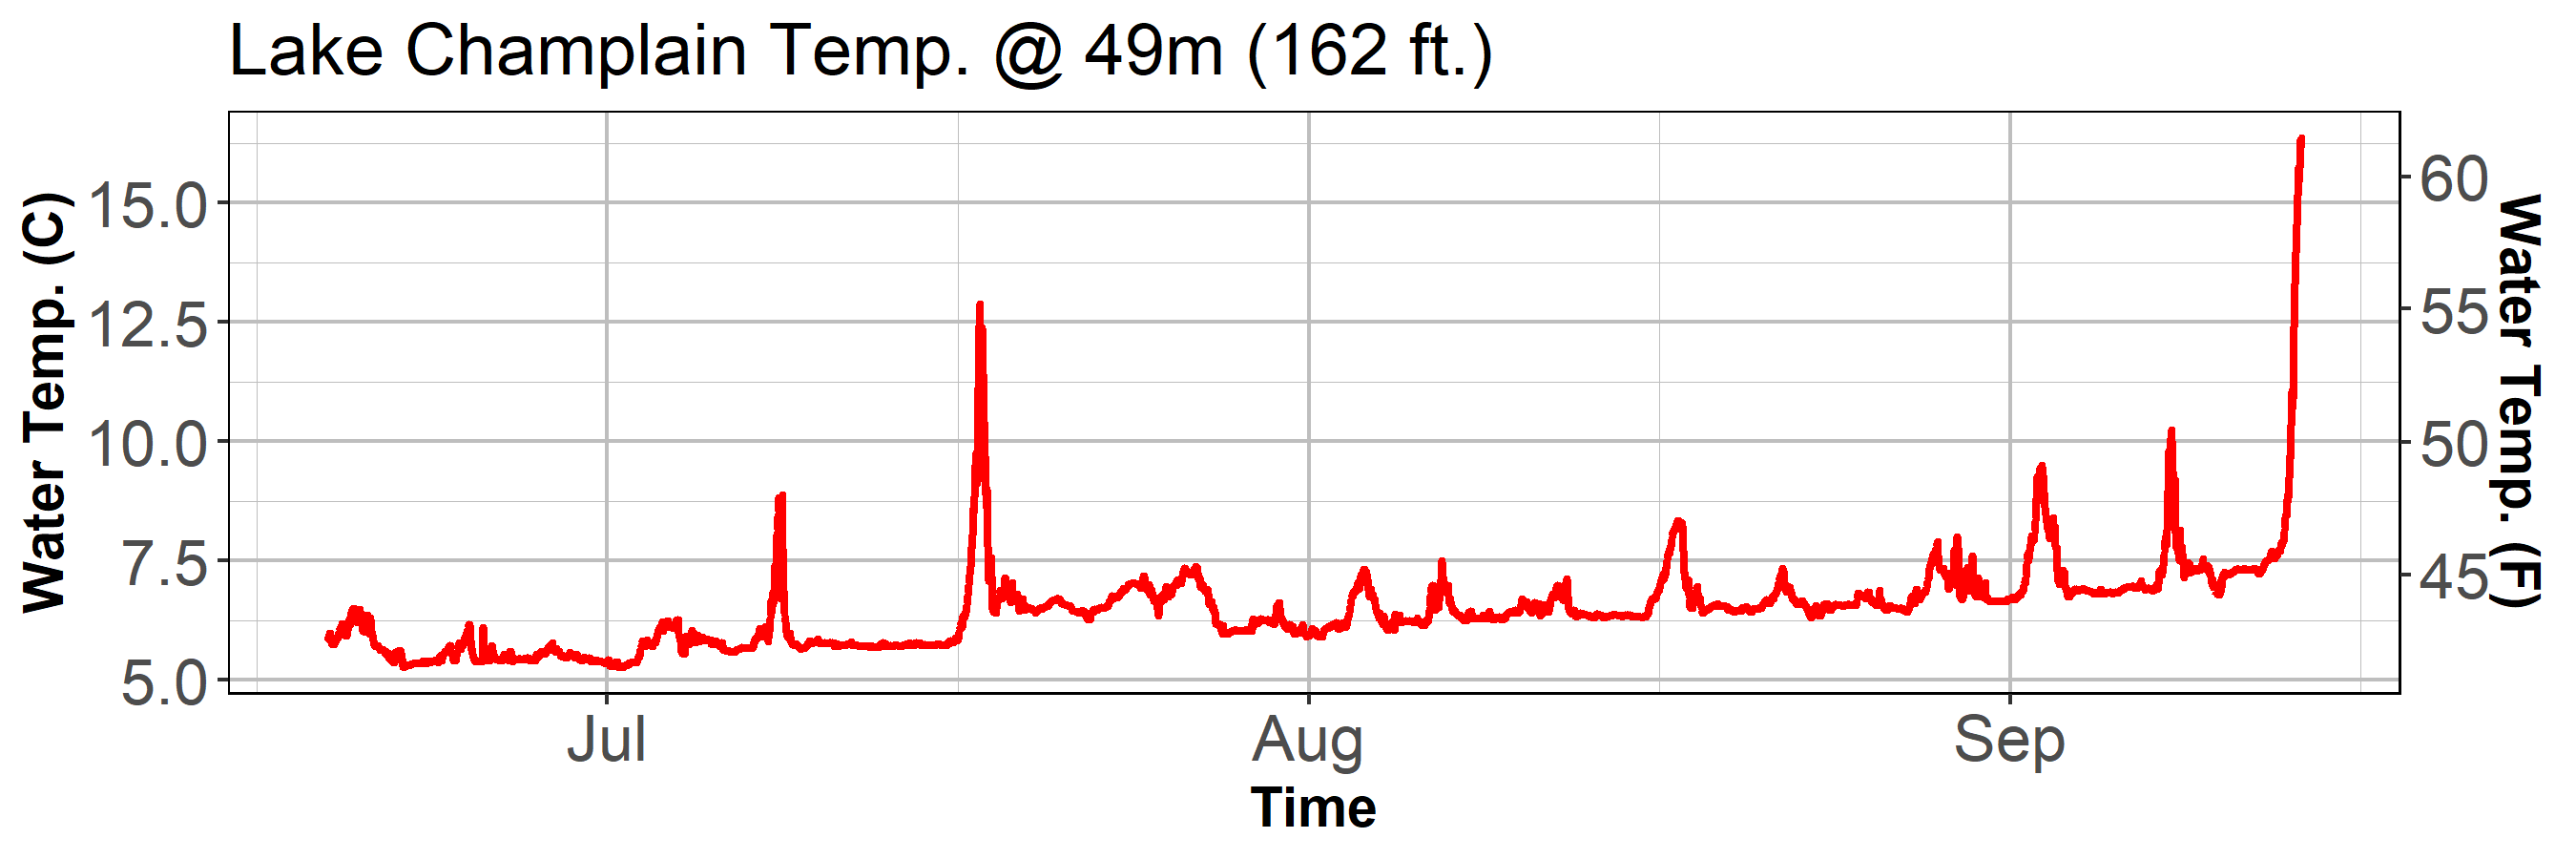 Lake Champlain Temp. @ 49m (162 ft.)
Water Temp. (C)
15.0
12.5
10.0
7.5
5.0
60
55
50
45
Water Temp. (F)
Jul Aug Sep
Time